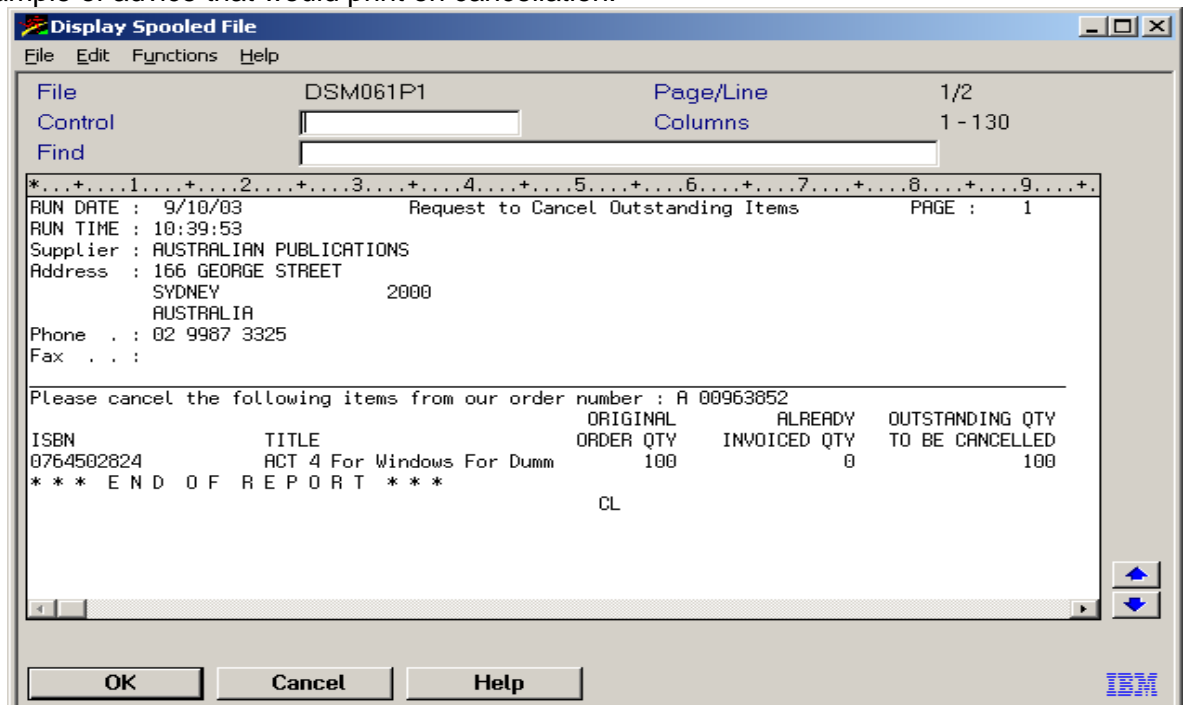 ample of advice that would print on cancellation.
Display Spooled File
File Edit Functions Help
File DSM061P1 Page/Line 1/2
Control Columns 1 - 130
Find
*...+....1....+....2....+....3....+....4....+....5....+....6....+....7....+....8....+....9....+.
RUN DATE : 9/10/03 Request to Cancel Outstanding Items PAGE : 1
RUN TIME : 10:39:53
Supplier : AUSTRALIAN PUBLICATIONS
Address : 166 GEORGE STREET
SYDNEY 2000
AUSTRALIA
Phone . : 02 9987 3325
Fax . . :
Please cancel the following items from our order number : A 00963852
ORIGINAL ALREADY OUTSTANDING QTY
ISBN TITLE ORDER QTY INVOICED QTY TO BE CANCELLED
0764502824 ACT 4 For Windows For Dumm 100 0 100
* * * E N D O F R E P O R T * * *
CL
OK Cancel Help IBM